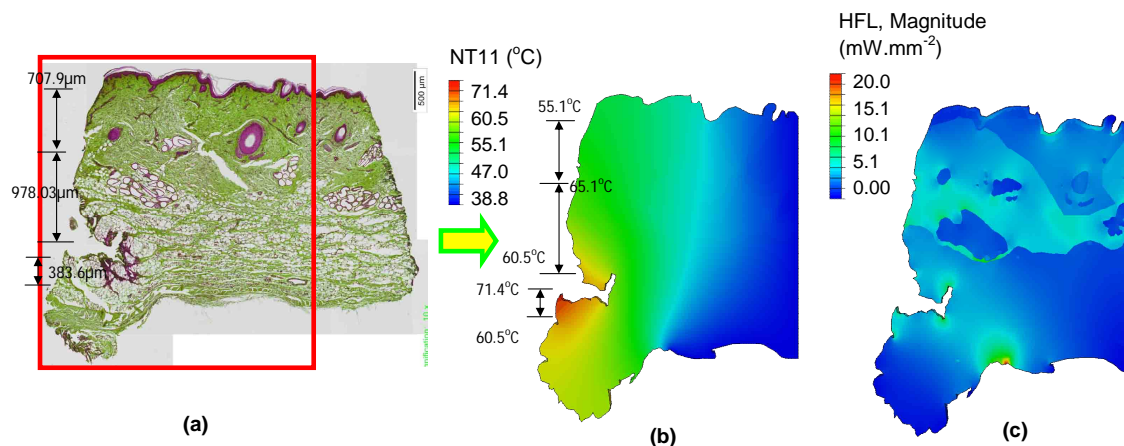 707.9µm
978.03µm
383.6µm
500 µm
10 x
(a)
NT11 (°C)
71.4
60.5
55.1
47.0
38.8
55.1°C
65.1°C
60.5°C
71.4°C
60.5°C
(b)
HFL, Magnitude
(mW.mm-2)
20.0
15.1
10.1
5.1
0.00
(c)